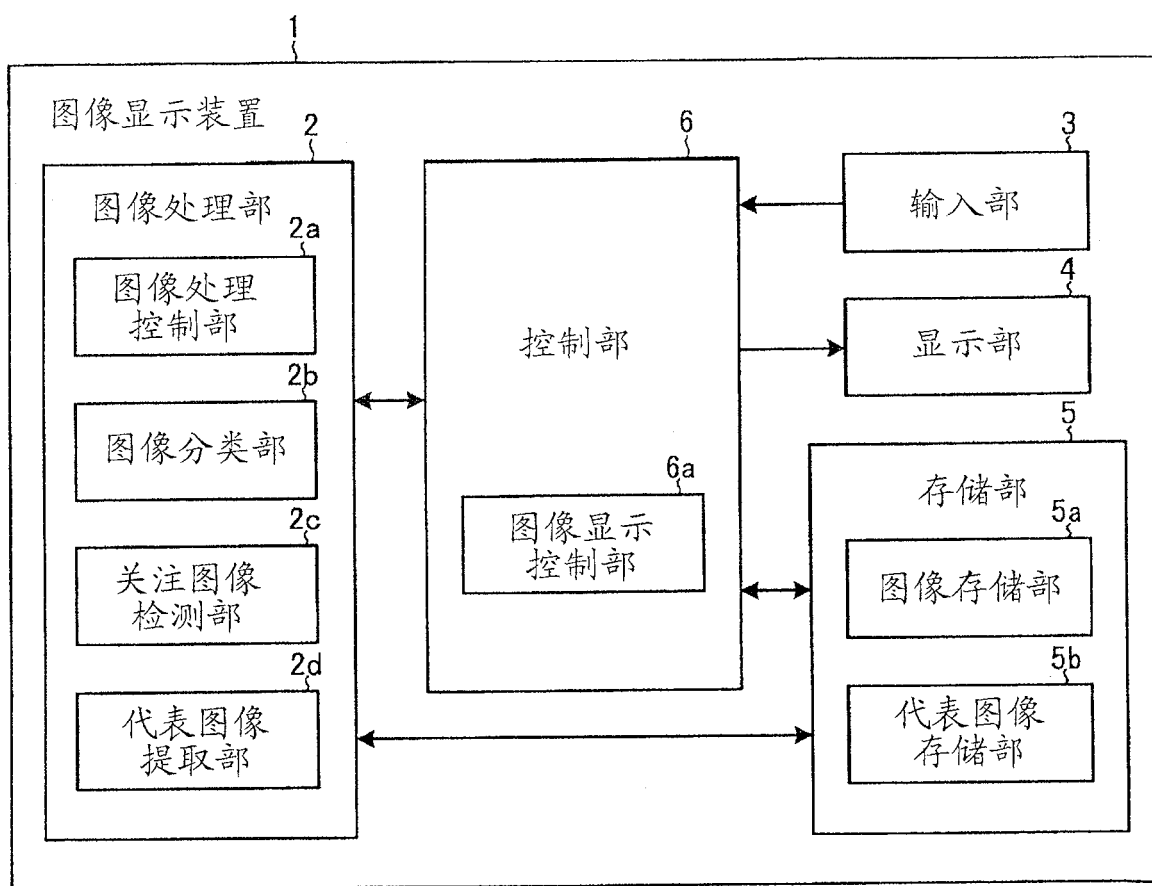 1
图像显示装置
2
图像处理部
2a
图像处理
控制部
2b
图像分类部
2c
关注图像
检测部
2d
代表图像
提取部
6
控制部
6a
图像显示
控制部
3
输入部
4
显示部
5
存储部
5a
图像存储部
5b
代表图像
存储部